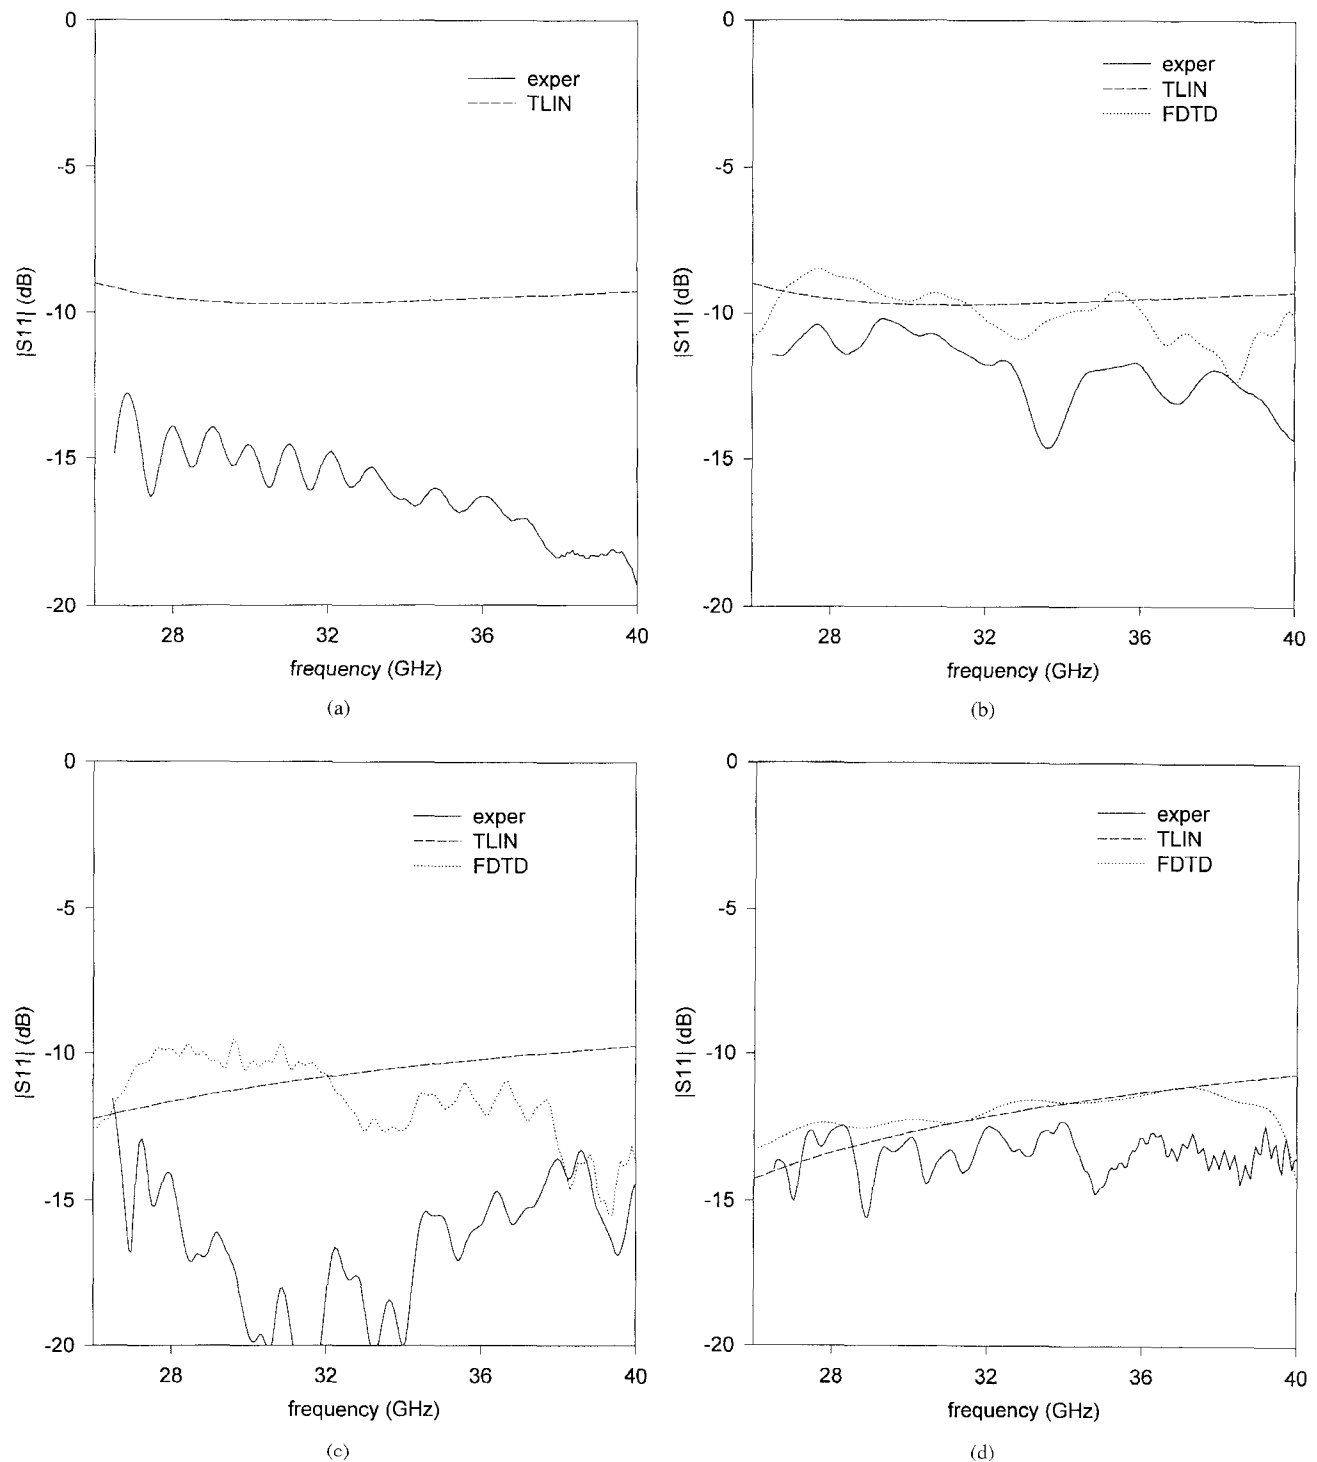 0
-5
-10
-15
-20
|S11| (dB)
exper
TLIN
28
32
36
40
frequency (GHz)
(a)
0
-5
-10
-15
-20
|S11| (dB)
exper
TLIN
FDTD
28
32
36
40
frequency (GHz)
(b)
0
-5
-10
-15
-20
|S11| (dB)
exper
TLIN
FDTD
28
32
36
40
frequency (GHz)
(c)
0
-5
-10
-15
-20
|S11| (dB)
exper
TLIN
FDTD
28
32
36
40
frequency (GHz)
(d)